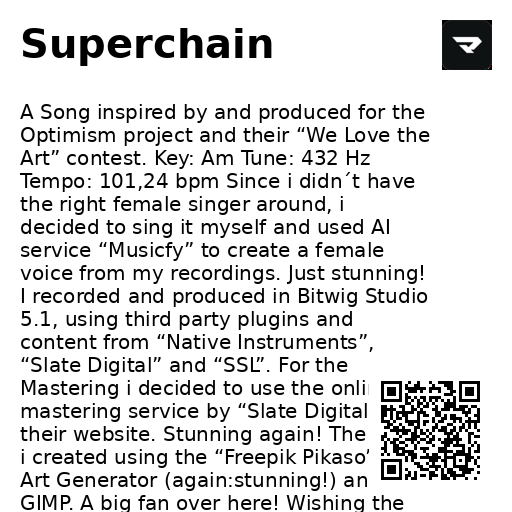 Superchain
A Song inspired by and produced for the
Optimism project and their “We Love the
Art” contest. Key: Am Tune: 432 Hz
Tempo: 101,24 bpm Since i didn´t have
the right female singer around, i
decided to sing it myself and used AI
service “Musicfy” to create a female
voice from my recordings. Just stunning!
I recorded and produced in Bitwig Studio
5.1, using third party plugins and
content from “Native Instruments”,
“Slate Digital” and “SSL”. For the
Mastering i decided to use the onli
mastering service by “Slate Digital
their website. Stunning again! The
i created using the “Freepik Pikaso”
Art Generator (again:stunning!) an
GIMP. A big fan over here! Wishing the